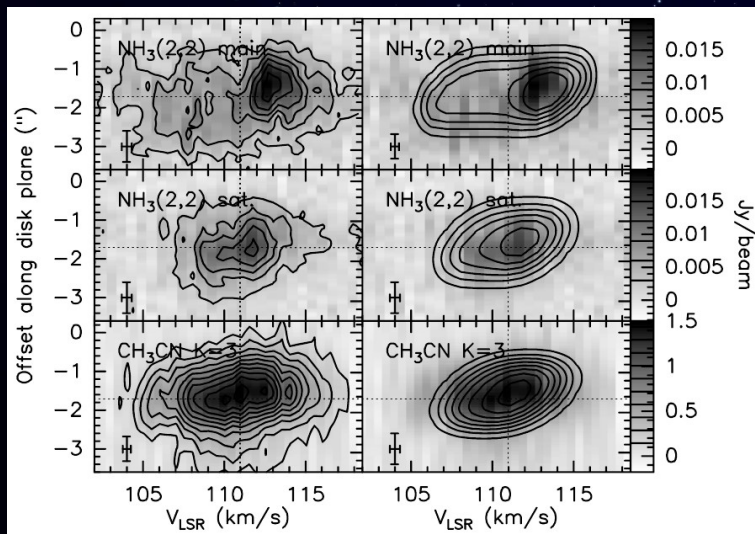 NH₃(2,2) main
NH₃(2,2) main
NH₃(2,2) sat.
NH₃(2,2) sat.
CH₃CN K=3
CH₃CN K=3
Offset along disk plane (")
0
-1
-2
-3
0
-1
-2
-3
0
-1
-2
-3
105 110 115
105 110 115
V_LSR (km/s)
V_LSR (km/s)
0.015
0.01
0.005
0
0.015
0.01
0.005
0
1.5
1
0.5
0
Jy/beam